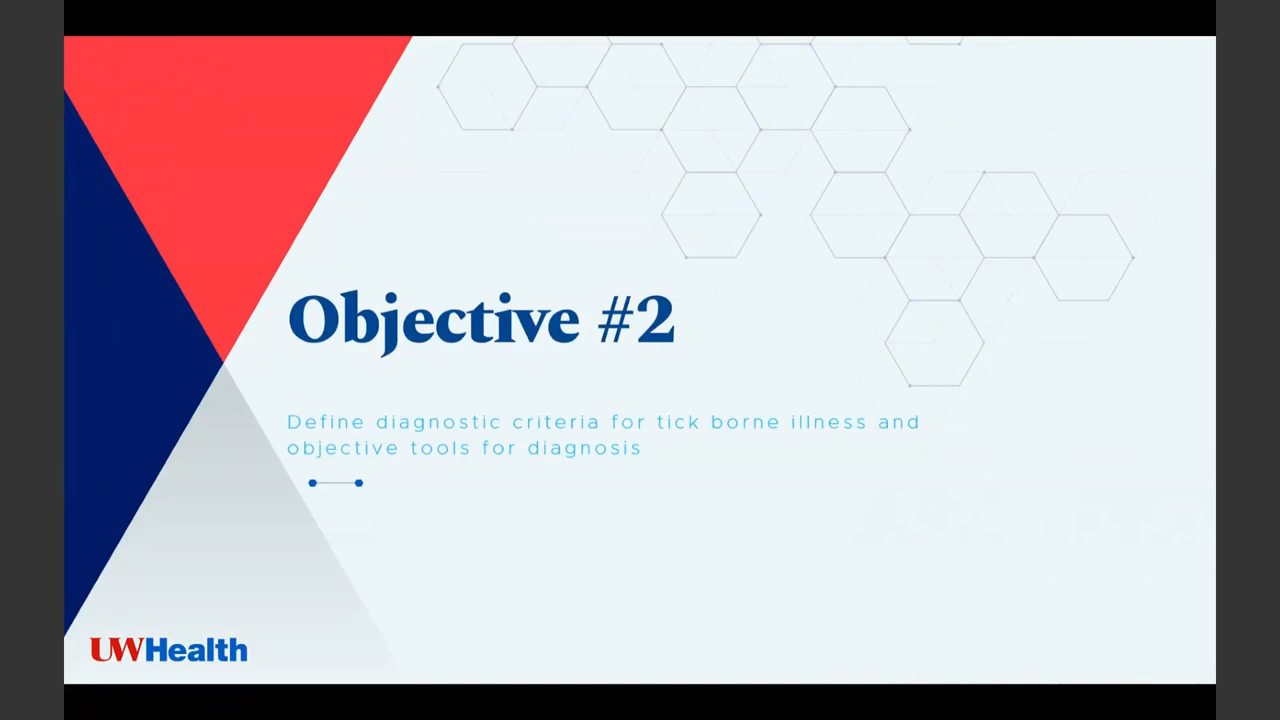 Objective #2
Define diagnostic criteria for tick borne illness and
objective tools for diagnosis
UWHealth